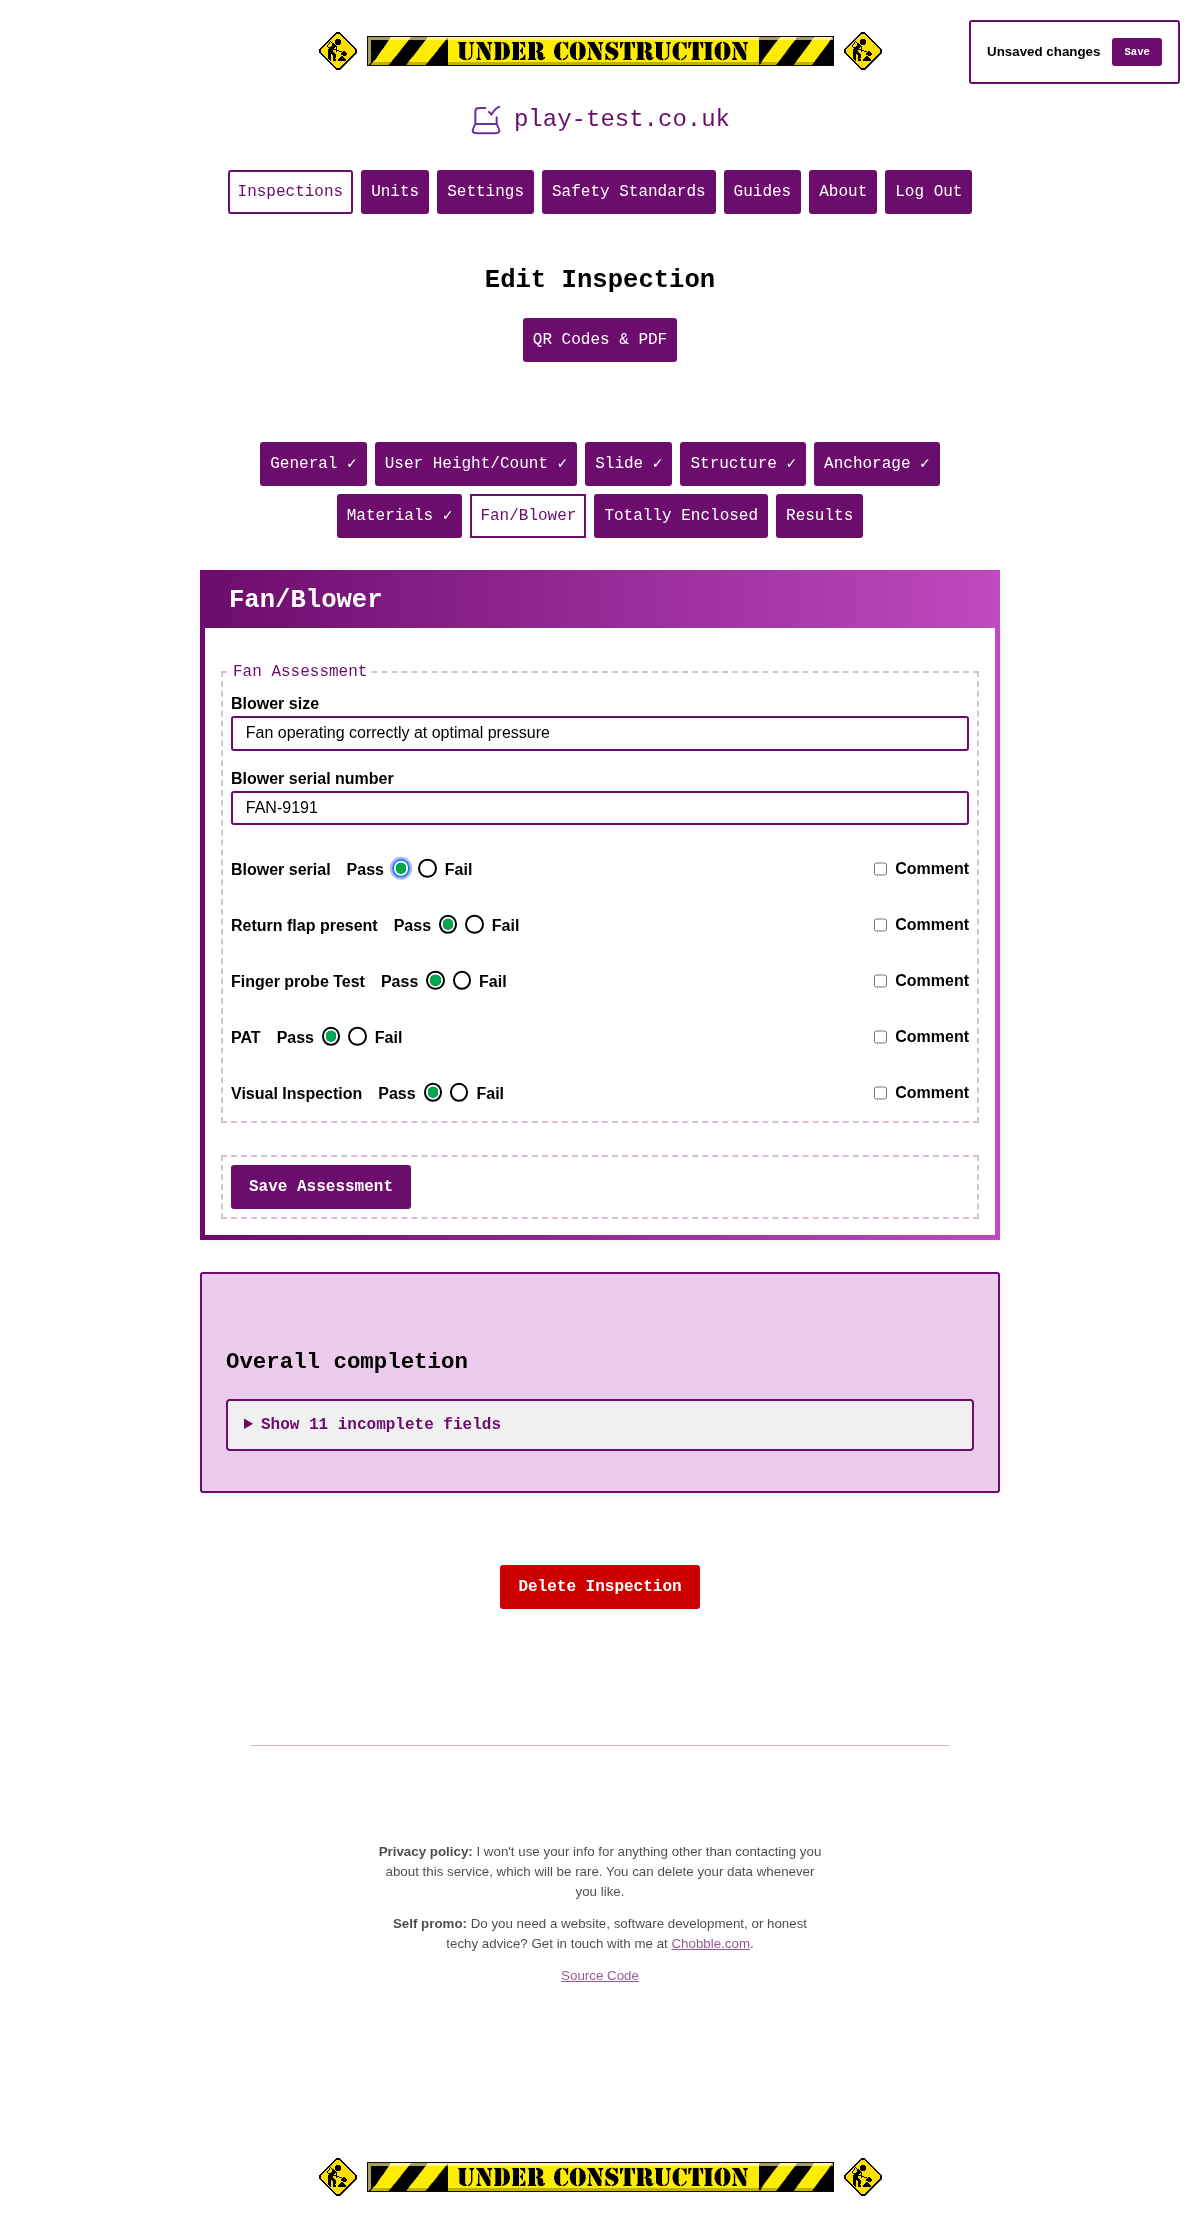 UNDER CONSTRUCTION
Unsaved changes Save
play-test.co.uk
Inspections Units Settings Safety Standards Guides About Log Out
Edit Inspection
QR Codes & PDF
General ✓ User Height/Count ✓ Slide ✓ Structure ✓ Anchorage ✓
Materials ✓ Fan/Blower Totally Enclosed Results
Fan/Blower
Fan Assessment
Blower size
Fan operating correctly at optimal pressure
Blower serial number
FAN-9191
Blower serial Pass Fail Comment
Return flap present Pass Fail Comment
Finger probe Test Pass Fail Comment
PAT Pass Fail Comment
Visual Inspection Pass Fail Comment
Save Assessment
Overall completion
Show 11 incomplete fields
Delete Inspection
Privacy policy: I won't use your info for anything other than contacting you
about this service, which will be rare. You can delete your data whenever
you like.
Self promo: Do you need a website, software development, or honest
techy advice? Get in touch with me at Chobble.com.
Source Code
UNDER CONSTRUCTION